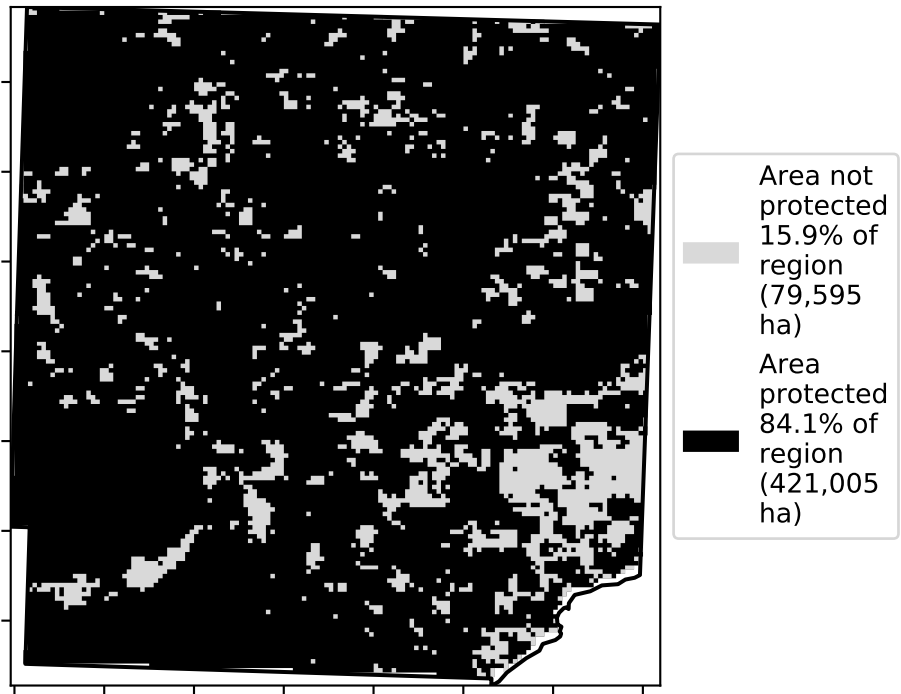 Area not
protected
15.9% of
region
(79,595
ha)
Area
protected
84.1% of
region
(421,005
ha)